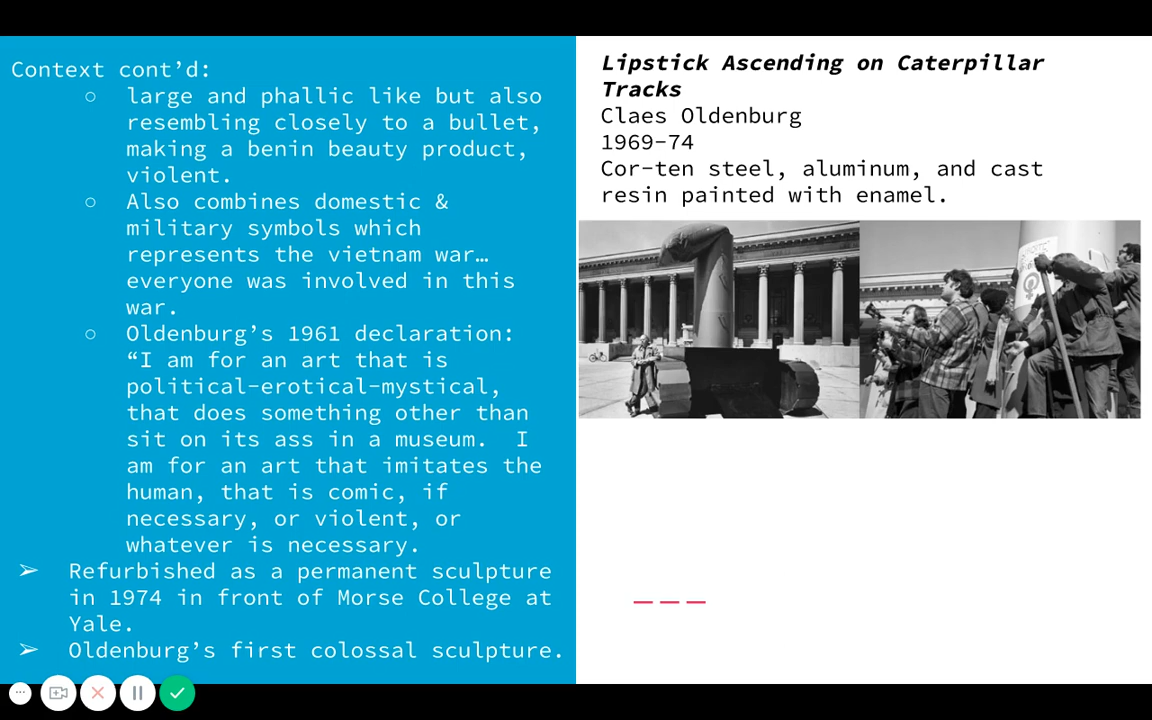 Context cont’d:
○ large and phallic like but also
resembling closely to a bullet,
making a benin beauty product,
violent.
○ Also combines domestic &
military symbols which
represents the vietnam war…
everyone was involved in this
war.
○ Oldenburg’s 1961 declaration:
“I am for an art that is
political-erotical-mystical,
that does something other than
sit on its ass in a museum.  I
am for an art that imitates the
human, that is comic, if
necessary, or violent, or
whatever is necessary.
➢ Refurbished as a permanent sculpture
in 1974 in front of Morse College at
Yale.
➢ Oldenburg’s first colossal sculpture.
Lipstick Ascending on Caterpillar
Tracks
Claes Oldenburg
1969-74
Cor-ten steel, aluminum, and cast
resin painted with enamel.